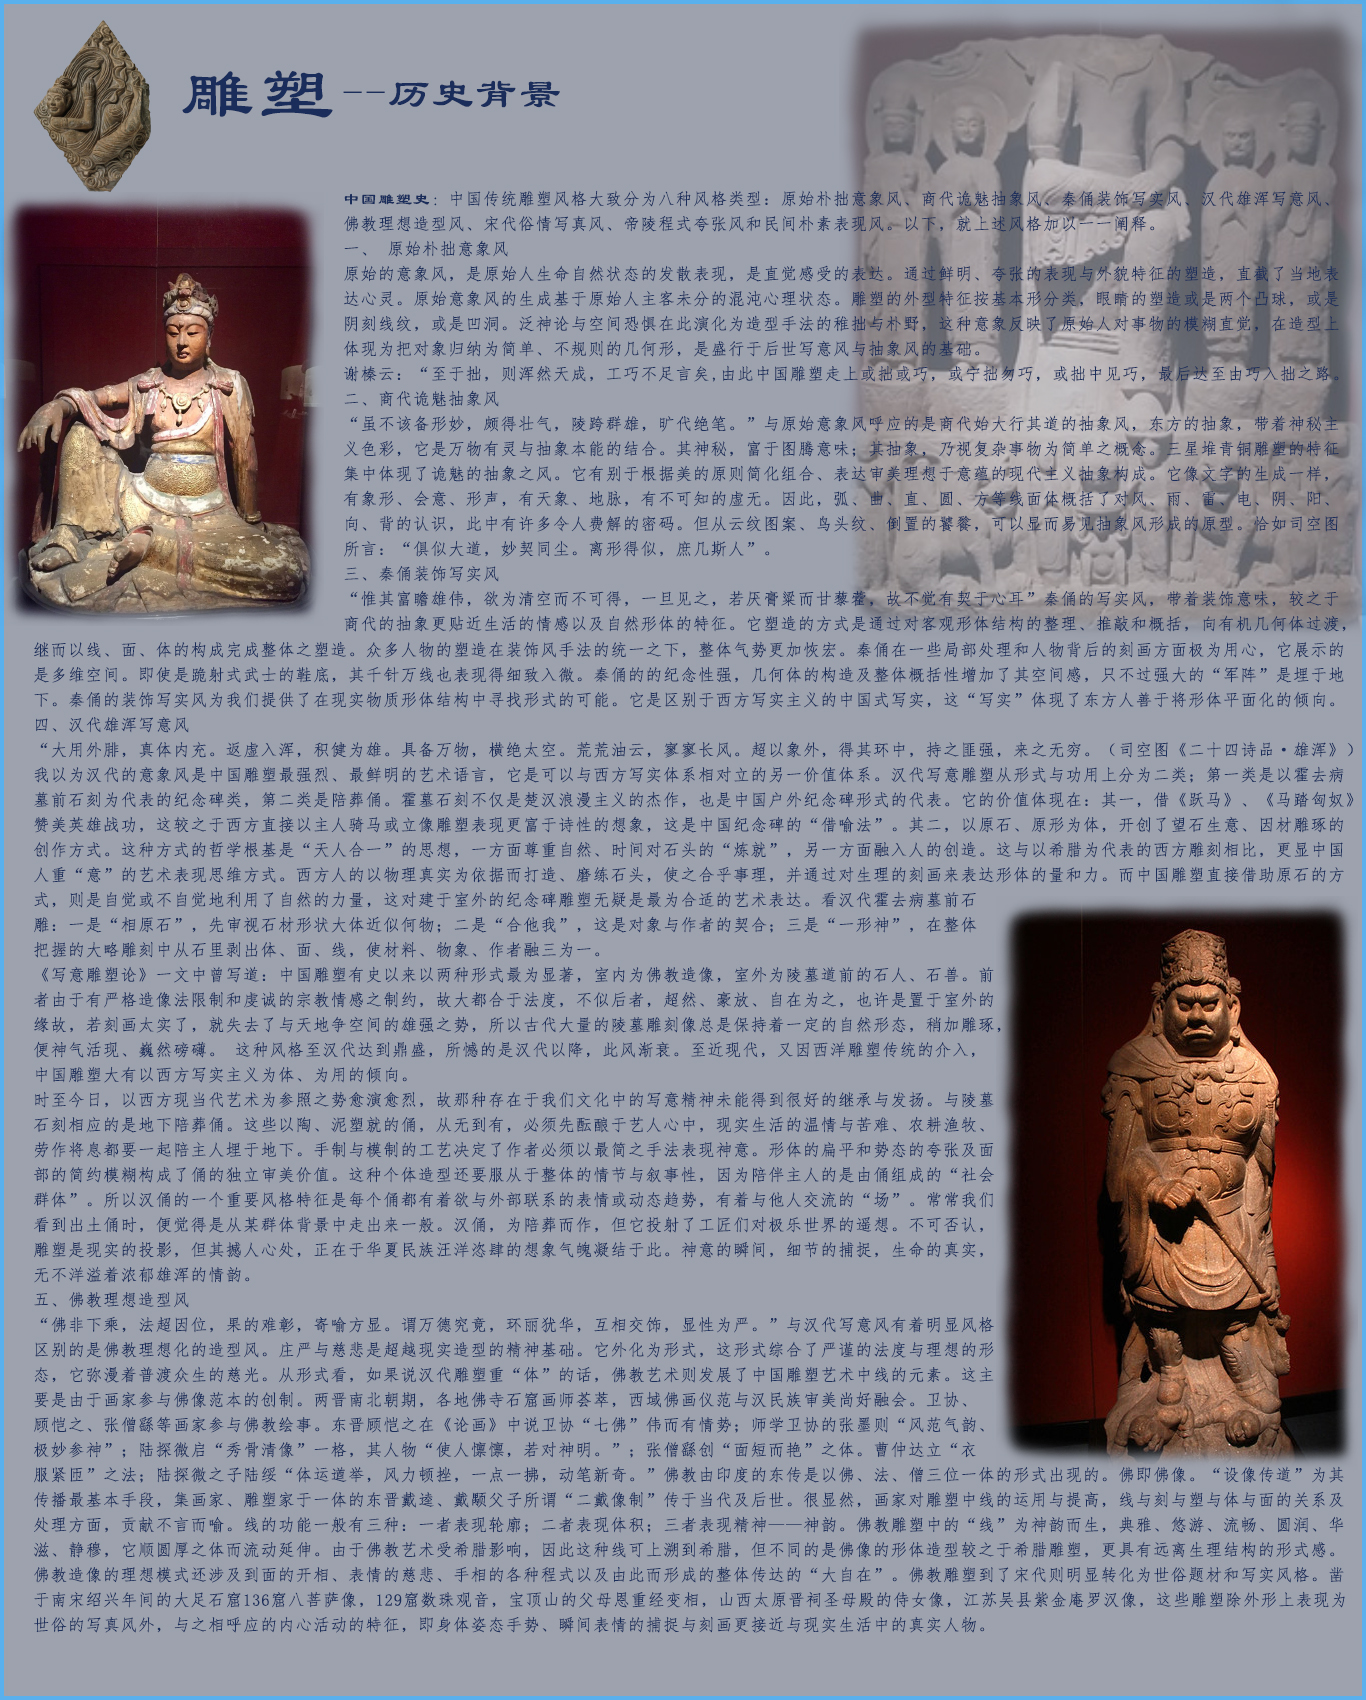 雕塑--历史背景
中国雕塑史：中国传统雕塑风格大致分为八种风格类型：原始朴拙意象风、商代诡魅抽象风、秦俑装饰写实风、汉代雄浑写意风、
佛教理想造型风、宋代俗情写真风、帝陵程式夸张风和民间朴素表现风。以下，就上述风格加以一一阐释。
一、 原始朴拙意象风
原始的意象风，是原始人生命自然状态的发散表现，是直觉感受的表达。通过鲜明、夸张的表现与外貌特征的塑造，直截了当地表
达心灵。原始意象风的生成基于原始人主客未分的混沌心理状态。雕塑的外型特征按基本形分类，眼睛的塑造或是两个凸球，或是
阴刻线纹，或是凹洞。泛神论与空间恐惧在此演化为造型手法的稚拙与朴野，这种意象反映了原始人对事物的模糊直觉，在造型上
体现为把对象归纳为简单、不规则的几何形，是盛行于后世写意风与抽象风的基础。
谢榛云：“至于拙，则浑然天成，工巧不足言矣,由此中国雕塑走上或拙或巧，或宁拙勿巧，或拙中见巧，最后达至由巧入拙之路。
二、商代诡魅抽象风
“虽不该备形妙，颇得壮气，陵跨群雄，旷代绝笔。”与原始意象风呼应的是商代始大行其道的抽象风，东方的抽象，带着神秘主
义色彩，它是万物有灵与抽象本能的结合。其神秘，富于图腾意味；其抽象，乃视复杂事物为简单之概念。三星堆青铜雕塑的特征
集中体现了诡魅的抽象之风。它有别于根据美的原则简化组合、表达审美理想于意蕴的现代主义抽象构成。它像文字的生成一样，
有象形、会意、形声，有天象、地脉，有不可知的虚无。因此，弧、曲、直、圆、方等线面体概括了对风、雨、雷、电、阴、阳、
向、背的认识，此中有许多令人费解的密码。但从云纹图案、鸟头纹、倒置的饕餮，可以显而易见抽象风形成的原型。恰如司空图
所言：“俱似大道，妙契同尘。离形得似，庶几斯人”。
三、秦俑装饰写实风
“惟其富瞻雄伟，欲为清空而不可得，一旦见之，若厌膏粱而甘藜藿，故不觉有契于心耳”秦俑的写实风，带着装饰意味，较之于
商代的抽象更贴近生活的情感以及自然形体的特征。它塑造的方式是通过对客观形体结构的整理、推敲和概括，向有机几何体过渡，
继而以线、面、体的构成完成整体之塑造。众多人物的塑造在装饰风手法的统一之下，整体气势更加恢宏。秦俑在一些局部处理和人物背后的刻画方面极为用心，它展示的
是多维空间。即使是跪射式武士的鞋底，其千针万线也表现得细致入微。秦俑的的纪念性强，几何体的构造及整体概括性增加了其空间感，只不过强大的“军阵”是埋于地
下。秦俑的装饰写实风为我们提供了在现实物质形体结构中寻找形式的可能。它是区别于西方写实主义的中国式写实，这“写实”体现了东方人善于将形体平面化的倾向。
四、汉代雄浑写意风
“大用外腓，真体内充。返虚入浑，积健为雄。具备万物，横绝太空。荒荒油云，寥寥长风。超以象外，得其环中，持之匪强，来之无穷。（司空图《二十四诗品·雄浑》）
我以为汉代的意象风是中国雕塑最强烈、最鲜明的艺术语言，它是可以与西方写实体系相对立的另一价值体系。汉代写意雕塑从形式与功用上分为二类；第一类是以霍去病
墓前石刻为代表的纪念碑类，第二类是陪葬俑。霍墓石刻不仅是楚汉浪漫主义的杰作，也是中国户外纪念碑形式的代表。它的价值体现在：其一，借《跃马》、《马踏匈奴》
赞美英雄战功，这较之于西方直接以主人骑马或立像雕塑表现更富于诗性的想象，这是中国纪念碑的“借喻法”。其二，以原石、原形为体，开创了望石生意、因材雕琢的
创作方式。这种方式的哲学根基是“天人合一”的思想，一方面尊重自然、时间对石头的“炼就”，另一方面融入人的创造。这与以希腊为代表的西方雕刻相比，更显中国
人重“意”的艺术表现思维方式。西方人的以物理真实为依据而打造、磨练石头，使之合乎事理，并通过对生理的刻画来表达形体的量和力。而中国雕塑直接借助原石的方
式，则是自觉或不自觉地利用了自然的力量，这对建于室外的纪念碑雕塑无疑是最为合适的艺术表达。看汉代霍去病墓前石
雕：一是“相原石”，先审视石材形状大体近似何物；二是“合他我”，这是对象与作者的契合；三是“一形神”，在整体
把握的大略雕刻中从石里剥出体、面、线，使材料、物象、作者融三为一。
《写意雕塑论》一文中曾写道：中国雕塑有史以来以两种形式最为显著，室内为佛教造像，室外为陵墓道前的石人、石兽。前
者由于有严格造像法限制和虔诚的宗教情感之制约，故大都合于法度，不似后者，超然、豪放、自在为之，也许是置于室外的
缘故，若刻画太实了，就失去了与天地争空间的雄强之势，所以古代大量的陵墓雕刻像总是保持着一定的自然形态，稍加雕琢，
便神气活现、巍然磅礴。 这种风格至汉代达到鼎盛，所憾的是汉代以降，此风渐衰。至近现代，又因西洋雕塑传统的介入，
中国雕塑大有以西方写实主义为体、为用的倾向。
时至今日，以西方现当代艺术为参照之势愈演愈烈，故那种存在于我们文化中的写意精神未能得到很好的继承与发扬。与陵墓
石刻相应的是地下陪葬俑。这些以陶、泥塑就的俑，从无到有，必须先酝酿于艺人心中，现实生活的温情与苦难、农耕渔牧、
劳作将息都要一起陪主人埋于地下。手制与模制的工艺决定了作者必须以最简之手法表现神意。形体的扁平和势态的夸张及面
部的简约模糊构成了俑的独立审美价值。这种个体造型还要服从于整体的情节与叙事性，因为陪伴主人的是由俑组成的“社会
群体”。所以汉俑的一个重要风格特征是每个俑都有着欲与外部联系的表情或动态趋势，有着与他人交流的“场”。常常我们
看到出土俑时，便觉得是从某群体背景中走出来一般。汉俑，为陪葬而作，但它投射了工匠们对极乐世界的遥想。不可否认，
雕塑是现实的投影，但其撼人心处，正在于华夏民族汪洋恣肆的想象气魄凝结于此。神意的瞬间，细节的捕捉，生命的真实，
无不洋溢着浓郁雄浑的情韵。
五、佛教理想造型风
“佛非下乘，法超因位，果的难彰，寄喻方显。谓万德究竟，环丽犹华，互相交饰，显性为严。”与汉代写意风有着明显风格
区别的是佛教理想化的造型风。庄严与慈悲是超越现实造型的精神基础。它外化为形式，这形式综合了严谨的法度与理想的形
态，它弥漫着普渡众生的慈光。从形式看，如果说汉代雕塑重“体”的话，佛教艺术则发展了中国雕塑艺术中线的元素。这主
要是由于画家参与佛像范本的创制。两晋南北朝期，各地佛寺石窟画师荟萃，西域佛画仪范与汉民族审美尚好融会。卫协、
顾恺之、张僧繇等画家参与佛教绘事。东晋顾恺之在《论画》中说卫协“七佛”伟而有情势；师学卫协的张墨则“风范气韵、
极妙参神”；陆探微启“秀骨清像”一格，其人物“使人懔懔，若对神明。”；张僧繇创“面短而艳”之体。曹仲达立“衣
服紧匝”之法；陆探微之子陆绥“体运道举，风力顿挫，一点一拂，动笔新奇。”佛教由印度的东传是以佛、法、僧三位一体的形式出现的。佛即佛像。“设像传道”为其
传播最基本手段，集画家、雕塑家于一体的东晋戴逵、戴颙父子所谓“二戴像制”传于当代及后世。很显然，画家对雕塑中线的运用与提高，线与刻与塑与体与面的关系及
处理方面，贡献不言而喻。线的功能一般有三种：一者表现轮廓；二者表现体积；三者表现精神——神韵。佛教雕塑中的“线”为神韵而生，典雅、悠游、流畅、圆润、华
滋、静穆，它顺圆厚之体而流动延伸。由于佛教艺术受希腊影响，因此这种线可上溯到希腊，但不同的是佛像的形体造型较之于希腊雕塑，更具有远离生理结构的形式感。
佛教造像的理想模式还涉及到面的开相、表情的慈悲、手相的各种程式以及由此而形成的整体传达的“大自在”。佛教雕塑到了宋代则明显转化为世俗题材和写实风格。凿
于南宋绍兴年间的大足石窟136窟八菩萨像，129窟数珠观音，宝顶山的父母恩重经变相，山西太原晋祠圣母殿的侍女像，江苏吴县紫金庵罗汉像，这些雕塑除外形上表现为
世俗的写真风外，与之相呼应的内心活动的特征，即身体姿态手势、瞬间表情的捕捉与刻画更接近与现实生活中的真实人物。